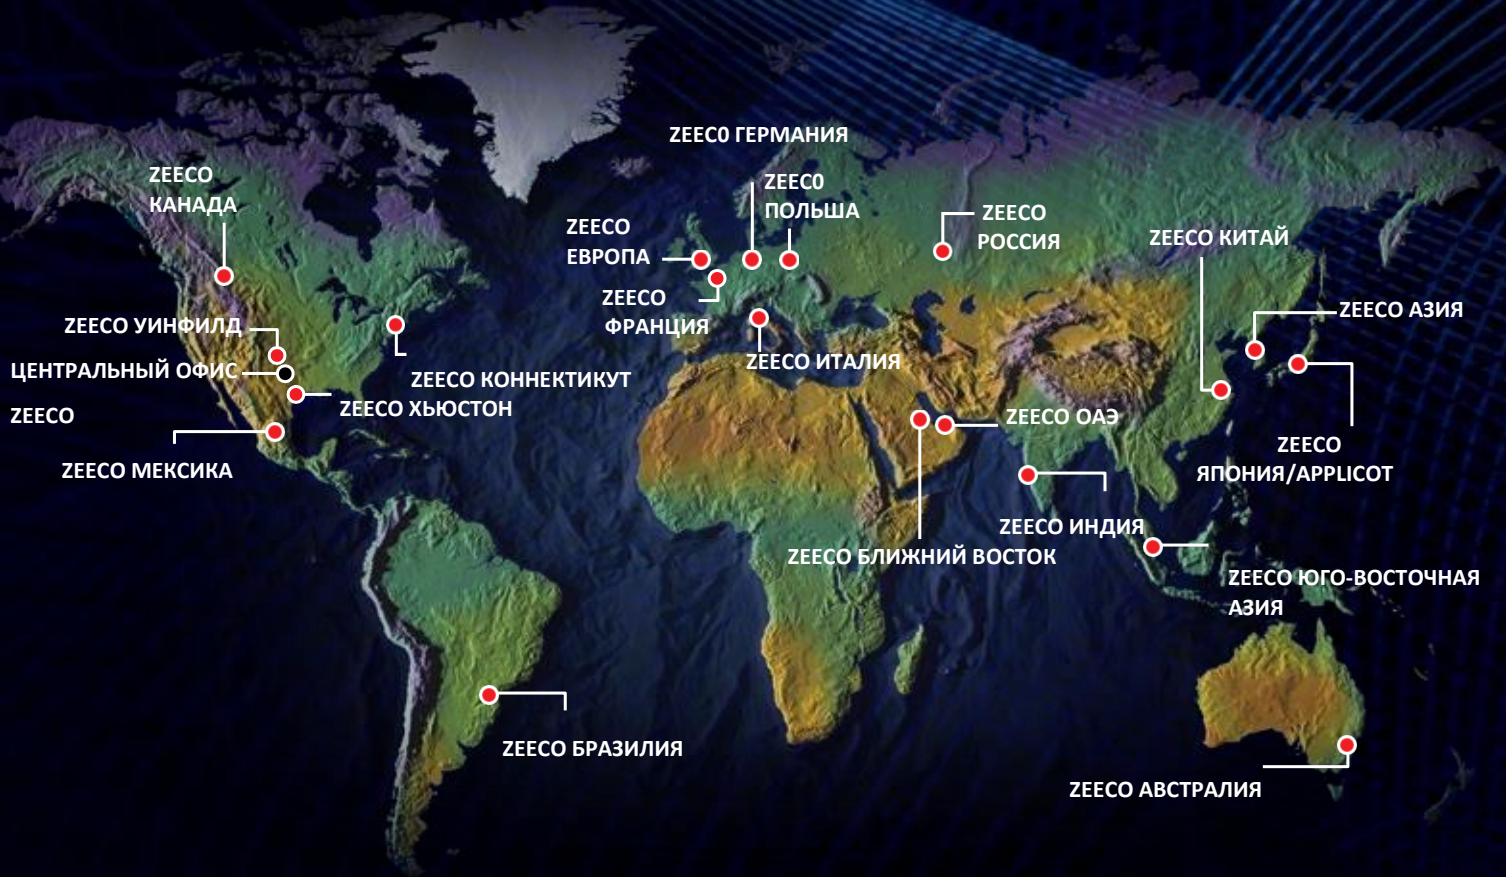 ZEEC0 ГЕРМАНИЯ
ZEECO
КАНАДА
ZEEC0
ПОЛЬША
ZEECO
ЕВРОПА
ZEECO
РОССИЯ
ZEECO КИТАЙ
ZEECO
ФРАНЦИЯ
ZEECO АЗИЯ
ZEECO УИНФИЛД
ZEECO ИТАЛИЯ
ЦЕНТРАЛЬНЫЙ ОФИС
ZEECO
ZEECO КОННЕКТИКУТ
ZEECO ХЬЮСТОН
ZEECO ОАЭ
ZEECO
ЯПОНИЯ/APPLICOT
ZEECO МЕКСИКА
ZEECO ИНДИЯ
ZEECO БЛИЖНИЙ ВОСТОК
ZEECO ЮГО-ВОСТОЧНАЯ
АЗИЯ
ZEECO БРАЗИЛИЯ
ZEECO АВСТРАЛИЯ